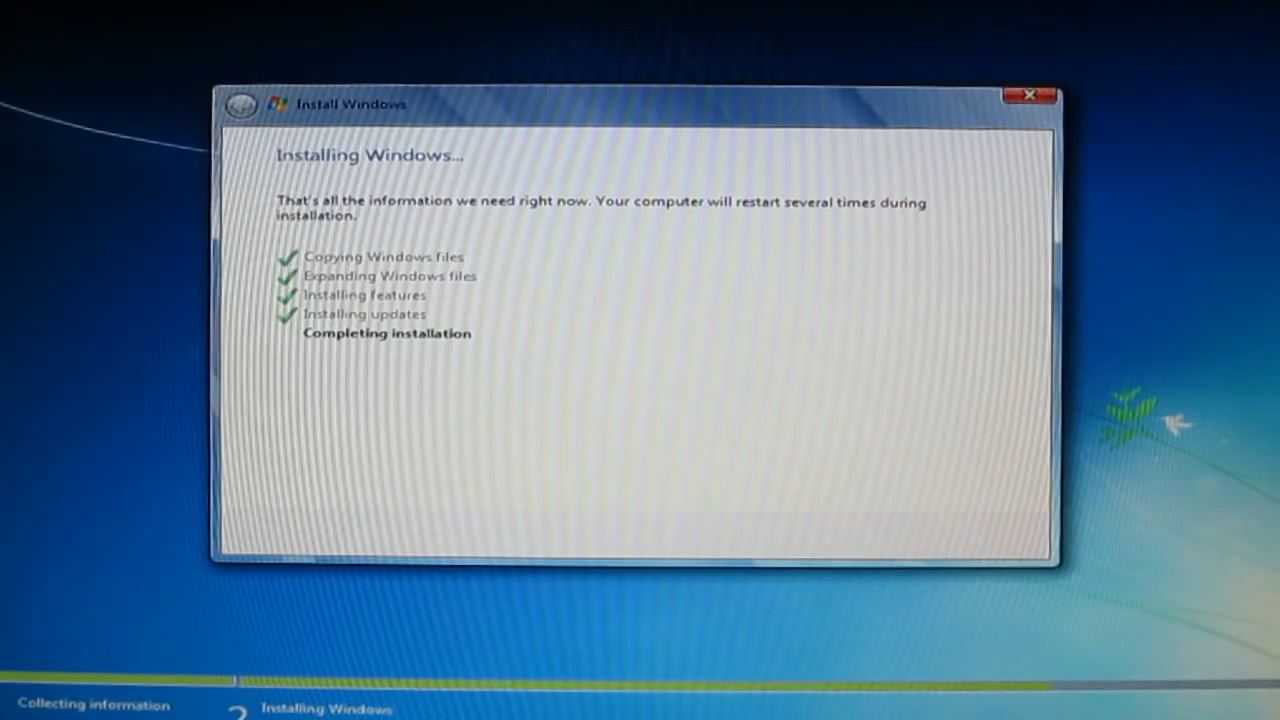 Install Windows
Installing Windows...
That's all the information we need right now. Your computer will restart several times during
installation.
Copying Windows files
Expanding Windows files
Installing features
Installing updates
Completing installation
Collecting information
2 Installing Windows